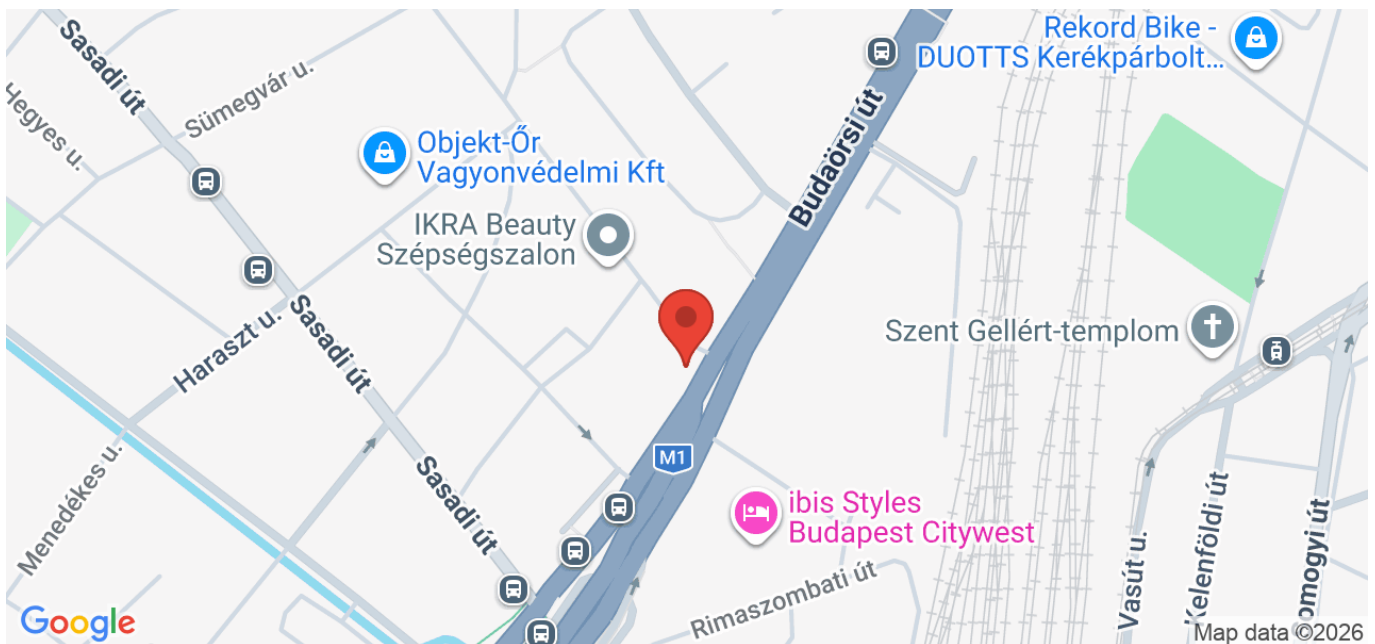 Sasadi út
Sümegvár u.
Hegyes u.
Rekord Bike -
DUOTTS Kerékpárbolt...
Objekt-Őr
Vagyonvédelmi Kft
Budaörsi út
IKRA Beauty
Szépségszalon
Szent Gellért-templom
Haraszt u.
Sasadi út
M1
Menedékes u.
Sasadi út
ibis Styles
Budapest Citywest
Rimaszombati út
Vasút u.
Kelenföldi út
omogyi út
Google
Map data ©2026